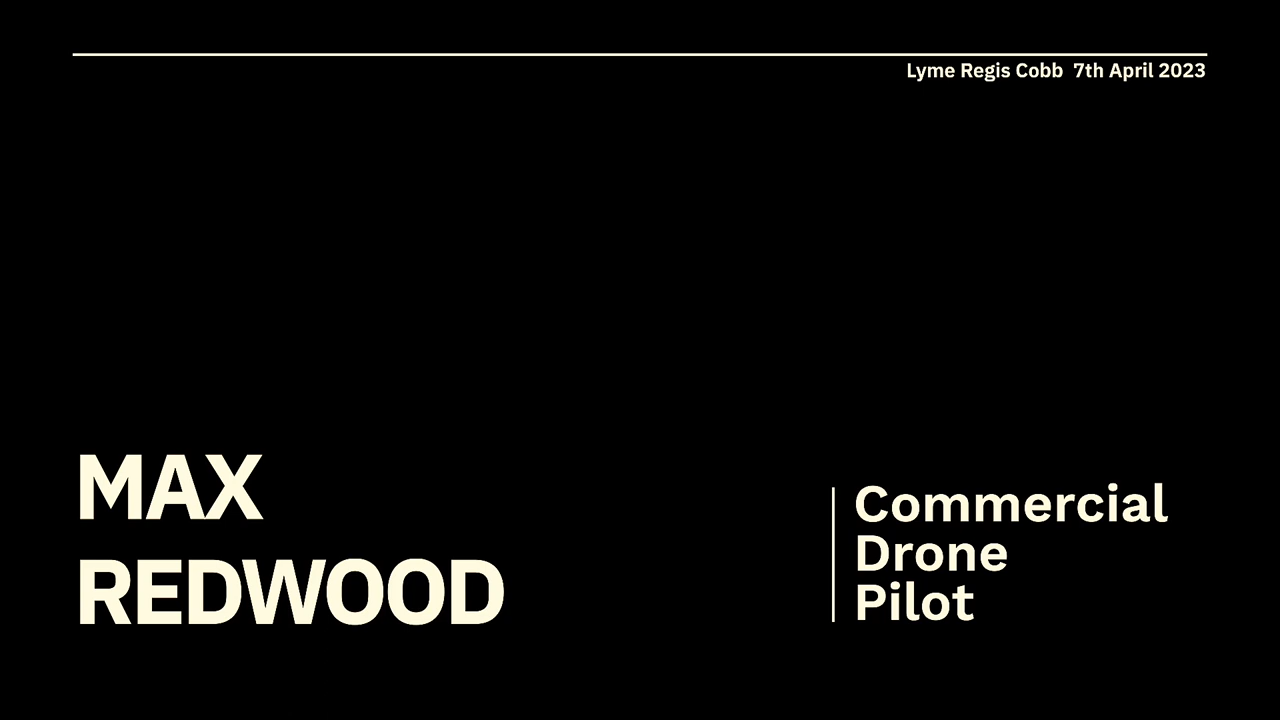 Lyme Regis Cobb  7th April 2023
MAX
REDWOOD
Commercial
Drone
Pilot